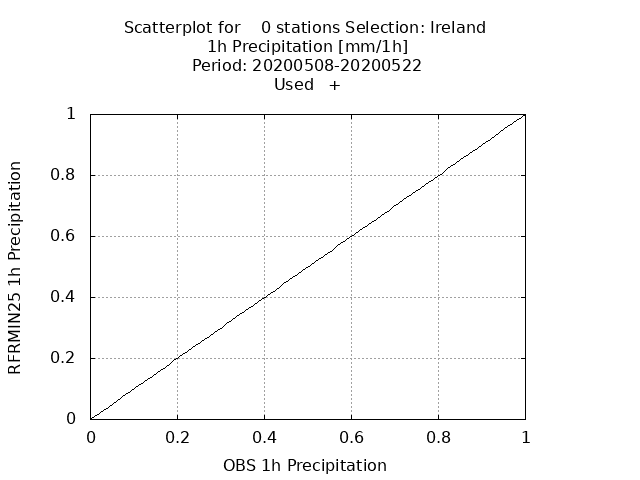 Scatterplot for    0 stations Selection: Ireland
1h Precipitation [mm/1h]
Period: 20200508-20200522
Used   +
1
0.8
0.6
0.4
0.2
0
RFRMIN25 1h Precipitation
0 0.2 0.4 0.6 0.8 1
OBS 1h Precipitation